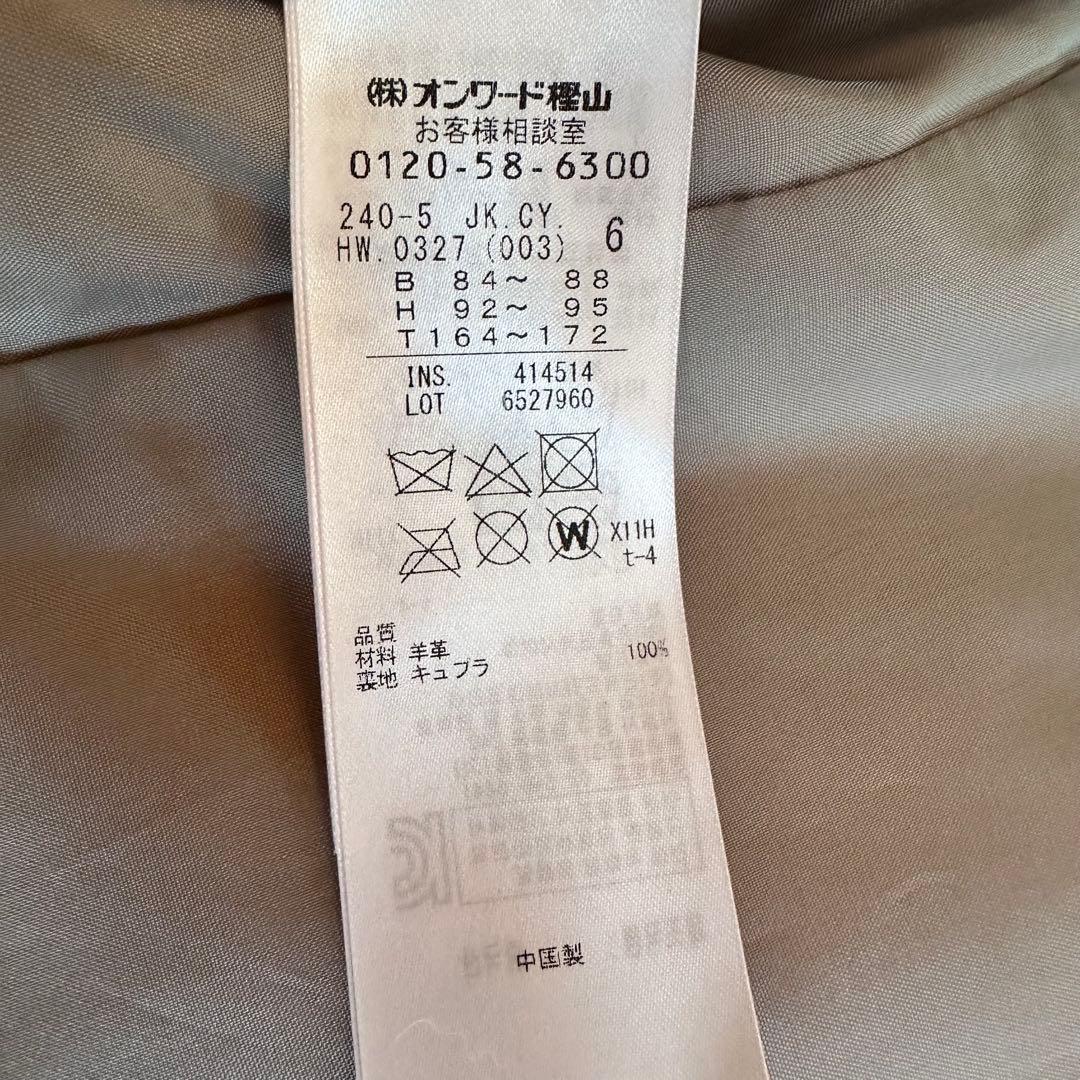 (株)オンワード樫山
お客様相談室
0120-58-6300
240-5 JK.CY. 6
HW.0327 (003)
B 84〜 88
H 92〜 95
T 164〜172
INS. 414514
LOT 6527960
W
X11H
t-4
品質
材料 羊革
裏地 キュプラ 100%
中国製